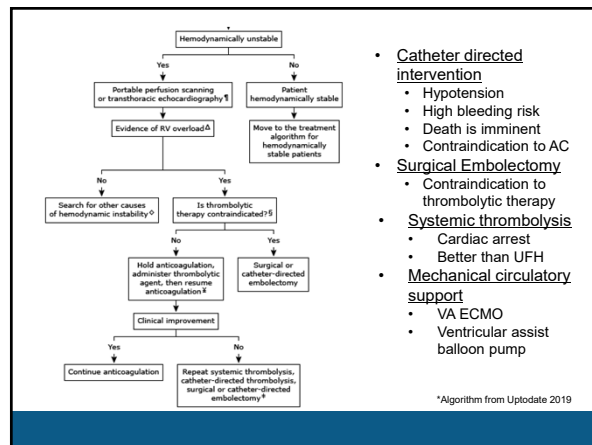 Hemodynamically unstable
Yes
No
Portable perfusion scanning
or transthoracic echocardiography¶
Patient
hemodynamically stable
Evidence of RV overloadΔ
Move to the treatment
algorithm for
hemodynamically
stable patients
No
Yes
Search for other causes
of hemodynamic instability◇
Is thrombolytic
therapy contraindicated?§
No
Yes
Hold anticoagulation,
administer thrombolytic
agent, then resume
anticoagulation¥
Surgical or
catheter-directed
embolectomy
Clinical improvement
Yes
No
Continue anticoagulation
Repeat systemic thrombolysis,
catheter-directed thrombolysis,
surgical or catheter-directed
embolectomy‡
• Catheter directed
intervention
• Hypotension
• High bleeding risk
• Death is imminent
• Contraindication to AC
• Surgical Embolectomy
• Contraindication to
thrombolytic therapy
• Systemic thrombolysis
• Cardiac arrest
• Better than UFH
• Mechanical circulatory
support
• VA ECMO
• Ventricular assist
balloon pump
*Algorithm from Uptodate 2019